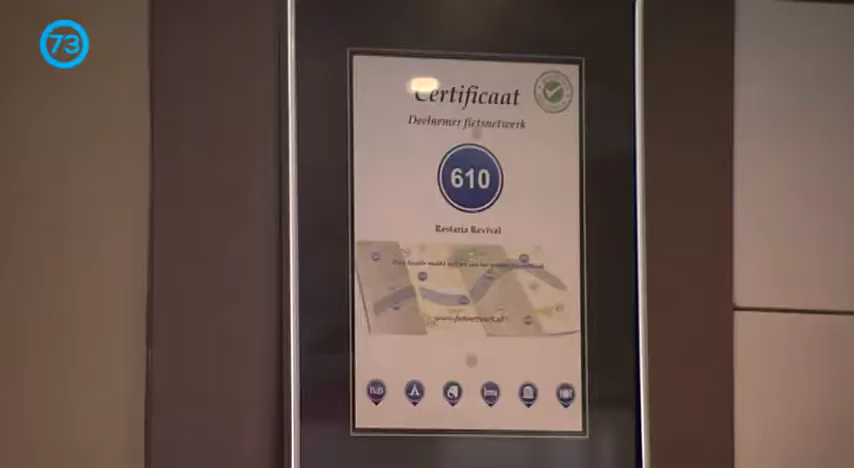 73
Certificaat
Deelnemer fietsnetwerk
610
Restaria Revival
www.fietsnetwerk.nl
B&B